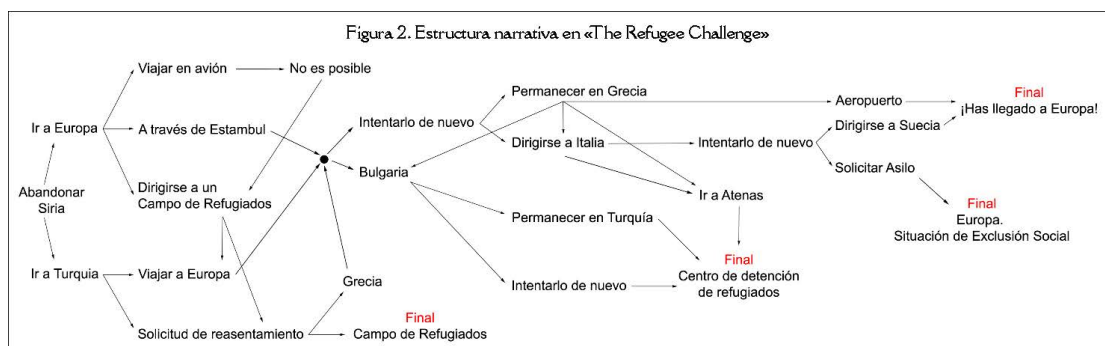 Figura 2. Estructura narrativa en «The Refugee Challenge»
Viajar en avión
No es posible
Ir a Europa
A través de Estambul
Dirigirse a un
Campo de Refugiados
Abandonar
Siria
Ir a Turquia
Viajar a Europa
Solicitud de reasentamiento
Grecia
Final
Campo de Refugiados
Intentarlo de nuevo
Bulgaria
Permanecer en Grecia
Dirigirse a Italia
Permanecer en Turquía
Intentarlo de nuevo
Intentarlo de nuevo
Ir a Atenas
Final
Centro de detención
de refugiados
Aeropuerto
Dirigirse a Suecia
Solicitar Asilo
Final
¡Has llegado a Europa!
Final
Europa.
Situación de Exclusión Social